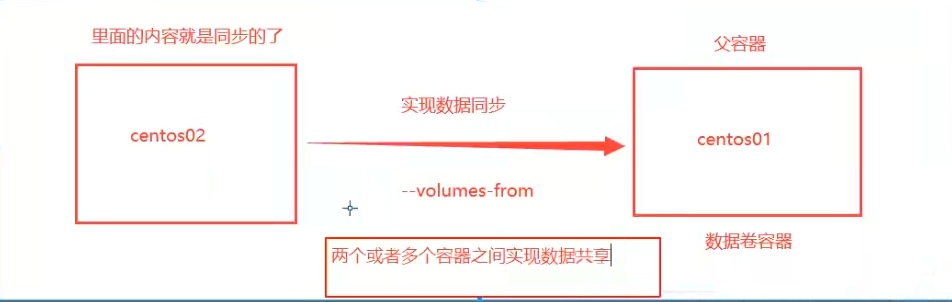 里面的内容就是同步的了
父容器
实现数据同步
centos02
centos01
--volumes-from
数据卷容器
两个或者多个容器之间实现数据共享